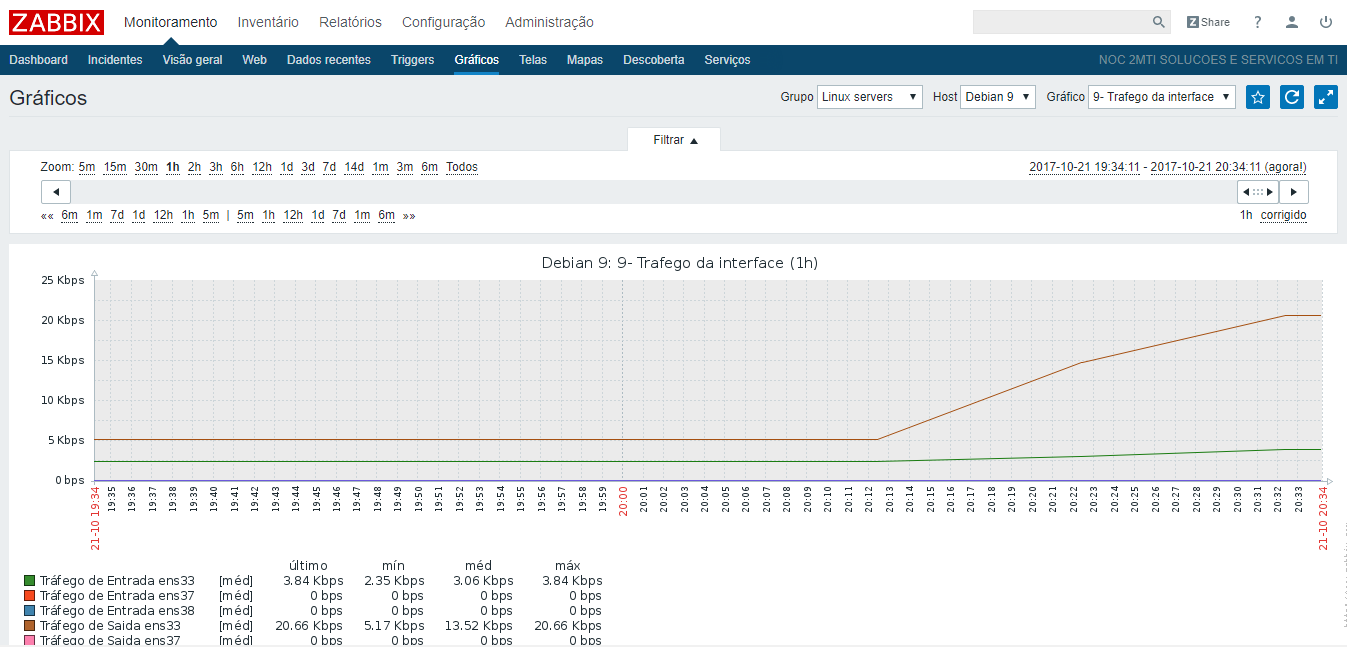 ZABBIX Monitoramento Inventário Relatórios Configuração Administração Z Share ?
Dashboard Incidentes Visão geral Web Dados recentes Triggers Gráficos Telas Mapas Descoberta Serviços NOC 2MTI SOLUCOES E SERVICOS EM TI
Gráficos Grupo Linux servers Host Debian 9 Gráfico 9- Trafego da interface
Filtrar
Zoom: 5m 15m 30m 1h 2h 3h 6h 12h 1d 3d 7d 14d 1m 3m 6m Todos 2017-10-21 19:34:11 - 2017-10-21 20:34:11 (agora!)
«« 6m 1m 7d 1d 12h 1h 5m | 5m 1h 12h 1d 7d 1m 6m »» 1h corrigido
Debian 9: 9- Trafego da interface (1h)
25 Kbps
20 Kbps
15 Kbps
10 Kbps
5 Kbps
0 bps
21-10 19:34 19:35 19:36 19:37 19:38 19:39 19:40 19:41 19:42 19:43 19:44 19:45 19:46 19:47 19:48 19:49 19:50 19:51 19:52 19:53 19:54 19:55 19:56 19:57 19:58 19:59 20:00 20:01 20:02 20:03 20:04 20:05 20:06 20:07 20:08 20:09 20:10 20:11 20:12 20:13 20:14 20:15 20:16 20:17 20:18 20:19 20:20 20:21 20:22 20:23 20:24 20:25 20:26 20:27 20:28 20:29 20:30 20:31 20:32 20:33 21-10 20:34
último mín méd máx
Tráfego de Entrada ens33 [méd] 3.84 Kbps 2.35 Kbps 3.06 Kbps 3.84 Kbps
Tráfego de Entrada ens37 [méd] 0 bps 0 bps 0 bps 0 bps
Tráfego de Entrada ens38 [méd] 0 bps 0 bps 0 bps 0 bps
Tráfego de Saida ens33 [méd] 20.66 Kbps 5.17 Kbps 13.52 Kbps 20.66 Kbps
Tráfego de Saida ens37 [méd] 0 bps 0 bps 0 bps 0 bps